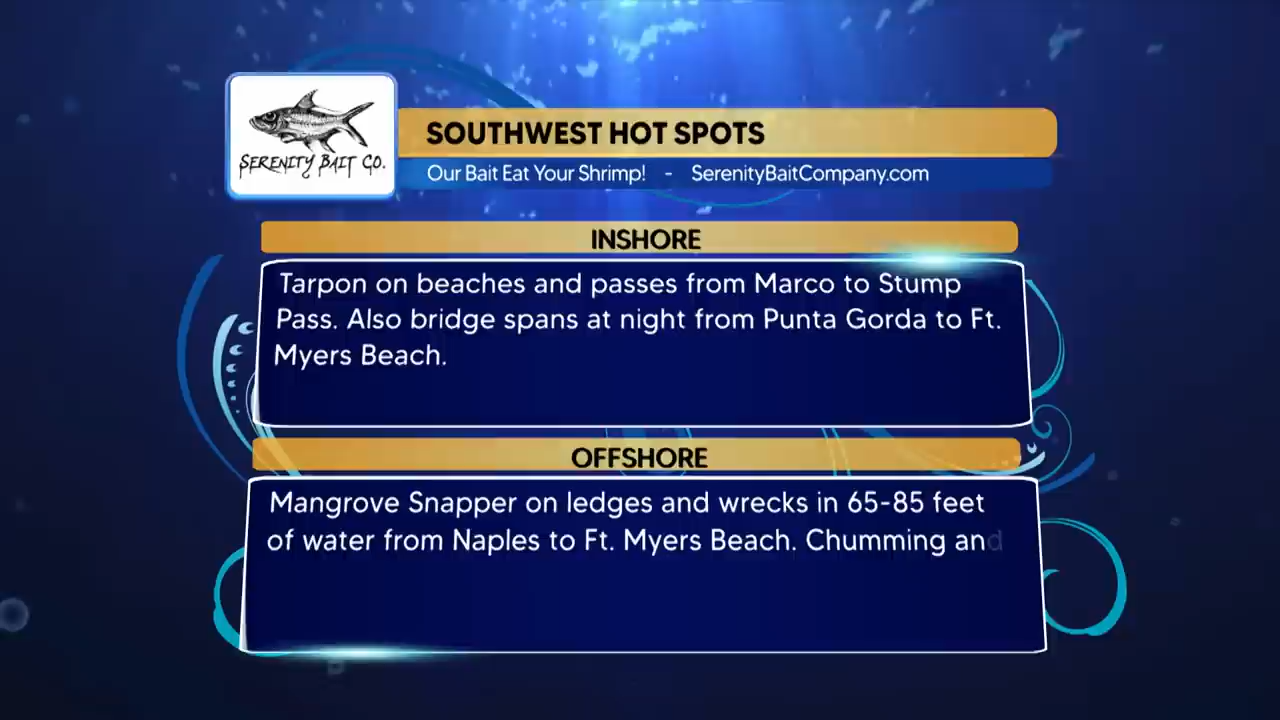 SERENITY BAIT CO.
SOUTHWEST HOT SPOTS
Our Bait Eat Your Shrimp! - SerenityBaitCompany.com
INSHORE
Tarpon on beaches and passes from Marco to Stump
Pass. Also bridge spans at night from Punta Gorda to Ft.
Myers Beach.
OFFSHORE
Mangrove Snapper on ledges and wrecks in 65-85 feet
of water from Naples to Ft. Myers Beach. Chumming and